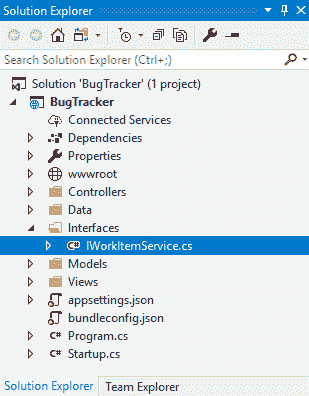 Solution Explorer
Search Solution Explorer (Ctrl+;)
Solution 'BugTracker' (1 project)
BugTracker
Connected Services
Dependencies
Properties
wwwroot
Controllers
Data
Interfaces
C# IWorkItemService.cs
Models
Views
appsettings.json
bundleconfig.json
C# Program.cs
C# Startup.cs
Solution Explorer Team Explorer